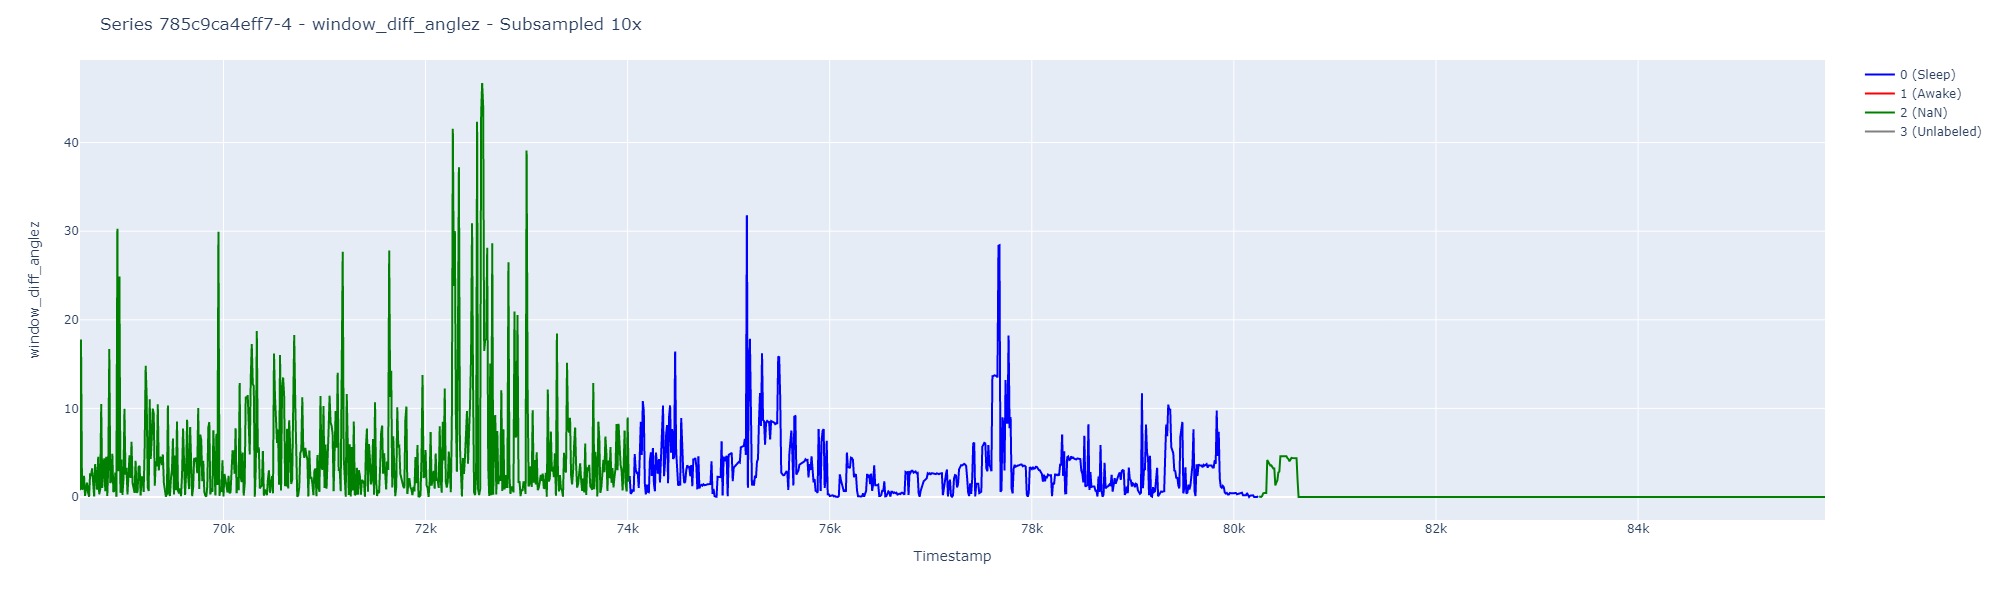 Series 785c9ca4eff7-4 - window_diff_anglez - Subsampled 10x
0 (Sleep)
1 (Awake)
2 (NaN)
3 (Unlabeled)
window_diff_anglez
40
30
20
10
0
70k
72k
74k
76k
78k
80k
82k
84k
Timestamp